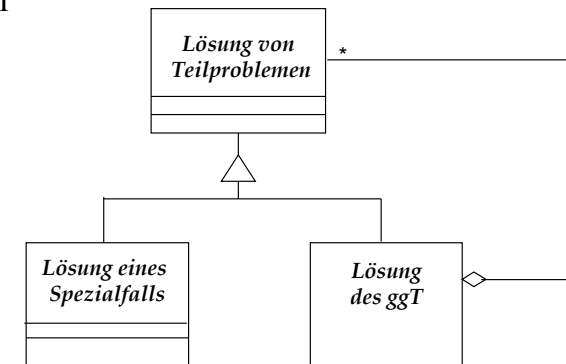 Lösung von
Teilproblemen
*
Lösung eines
Spezialfalls
Lösung
des ggT